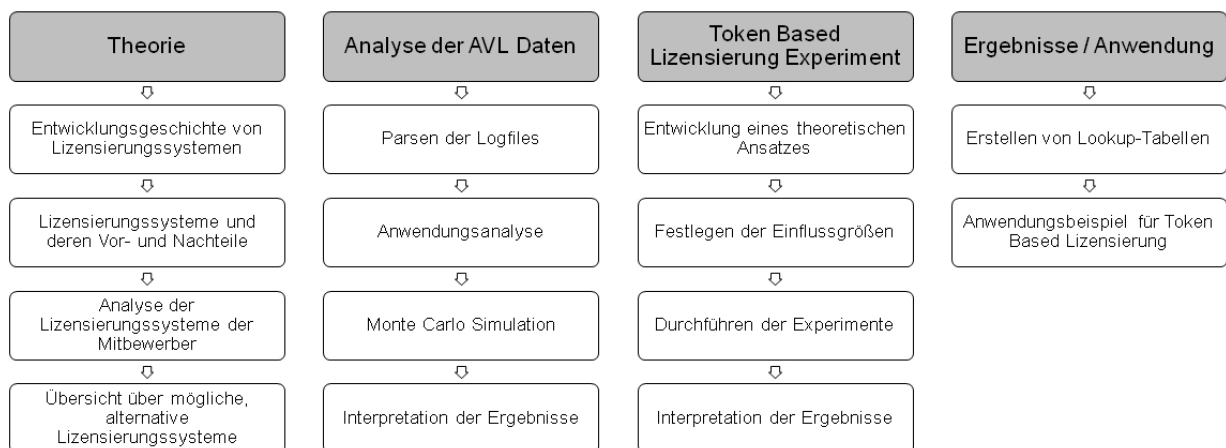 Theorie
Entwicklungsgeschichte von
Lizensierungssystemen
Lizensierungssysteme und
deren Vor- und Nachteile
Analyse der
Lizensierungssysteme der
Mitbewerber
Übersicht über mögliche,
alternative
Lizensierungssysteme
Analyse der AVL Daten
Parsen der Logfiles
Anwendungsanalyse
Monte Carlo Simulation
Interpretation der Ergebnisse
Token Based
Lizensierung Experiment
Entwicklung eines theoretischen
Ansatzes
Festlegen der Einflussgrößen
Durchführen der Experimente
Interpretation der Ergebnisse
Ergebnisse / Anwendung
Erstellen von Lookup-Tabellen
Anwendungsbeispiel für Token
Based Lizensierung